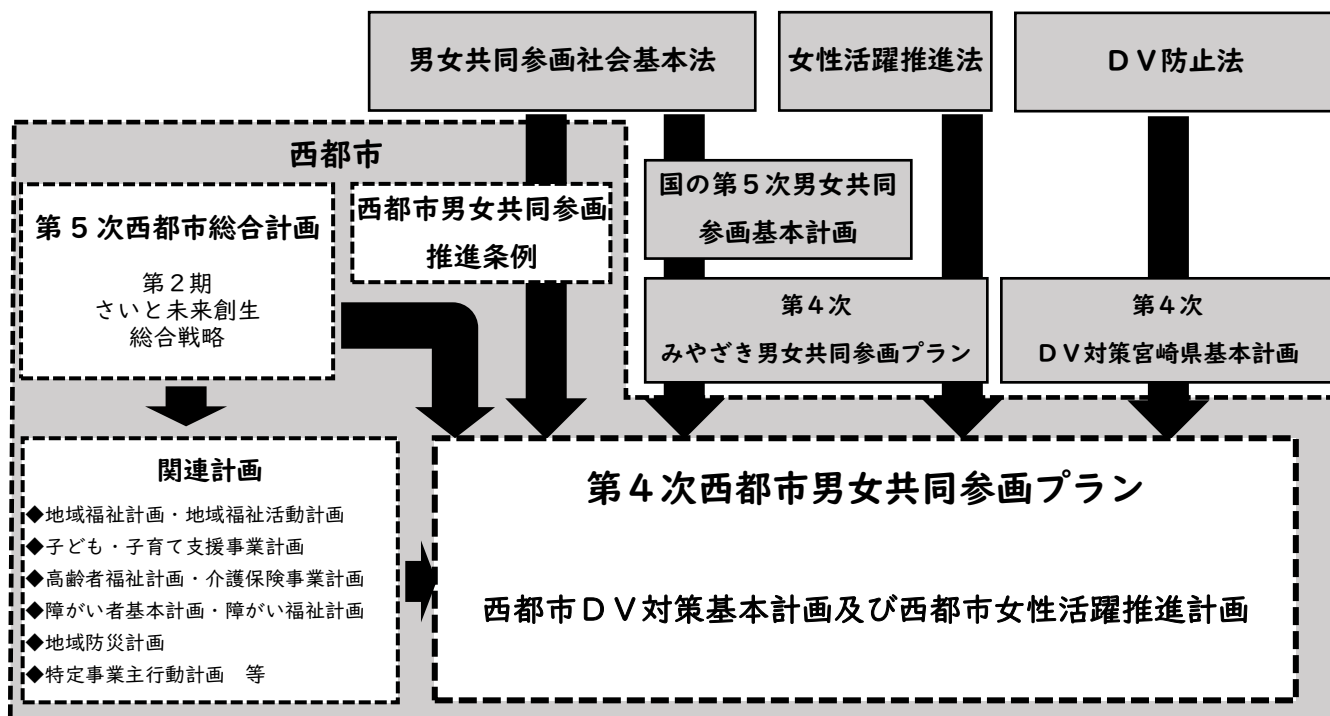 男女共同参画社会基本法
女性活躍推進法
ＤＶ防止法
西都市
第５次西都市総合計画
第２期
さいと未来創生
総合戦略
西都市男女共同参画
推進条例
国の第５次男女共同
参画基本計画
第４次
みやざき男女共同参画プラン
第４次
ＤＶ対策宮崎県基本計画
関連計画
◆地域福祉計画・地域福祉活動計画
◆子ども・子育て支援事業計画
◆高齢者福祉計画・介護保険事業計画
◆障がい者基本計画・障がい福祉計画
◆地域防災計画
◆特定事業主行動計画　等
第４次西都市男女共同参画プラン
西都市ＤＶ対策基本計画及び西都市女性活躍推進計画